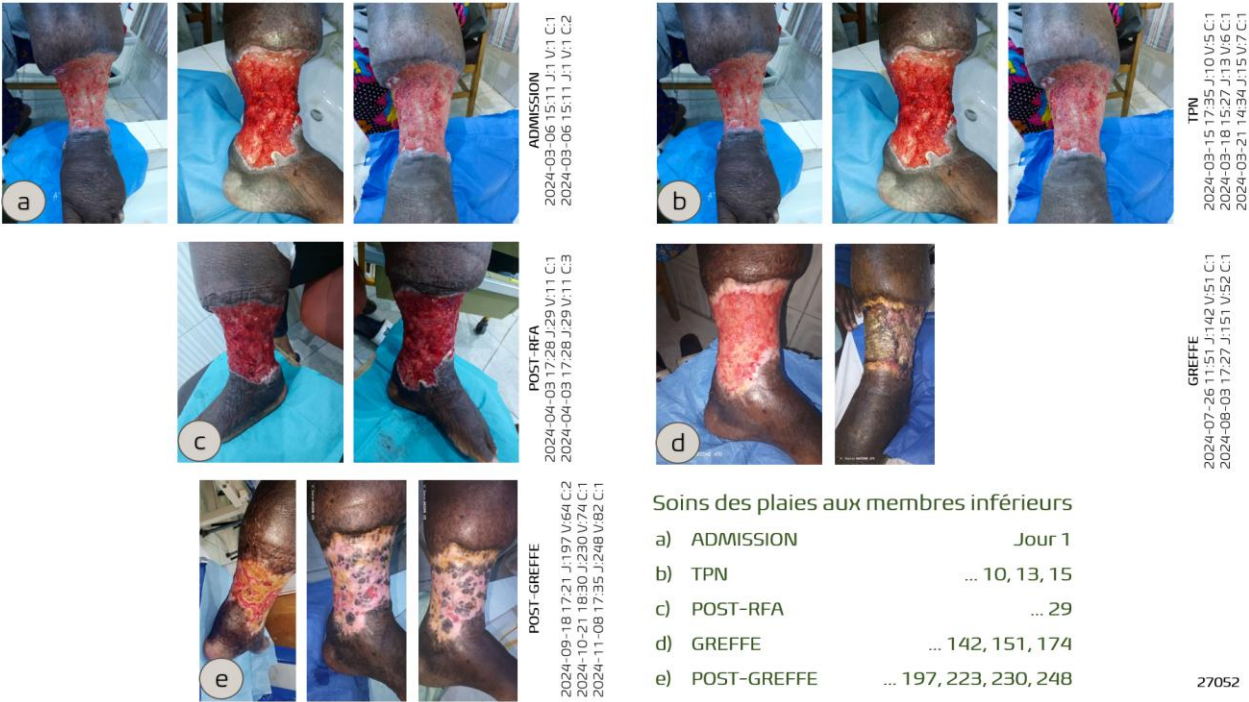 a
ADMISSION
2024-03-06 15:11 J:1 V:1 C:1
2024-03-06 15:11 J:1 V:1 C:2
b
TPN
2024-03-15 17:35 J:10 V:5 C:1
2024-03-18 15:27 J:13 V:6 C:1
2024-03-21 14:34 J:15 V:7 C:1
c
POST-RFA
2024-04-03 17:28 J:29 V:11 C:1
2024-04-03 17:28 J:29 V:11 C:3
d
GREFFE
2024-07-26 11:51 J:142 V:51 C:1
2024-08-03 17:27 J:151 V:52 C:1
e
POST-GREFFE
2024-09-18 17:21 J:197 V:64 C:2
2024-10-21 18:30 J:230 V:74 C:1
2024-11-08 17:35 J:248 V:82 C:1
Soins des plaies aux membres inférieurs
a) ADMISSION Jour 1
b) TPN ... 10, 13, 15
c) POST-RFA ... 29
d) GREFFE ... 142, 151, 174
e) POST-GREFFE ... 197, 223, 230, 248
27052